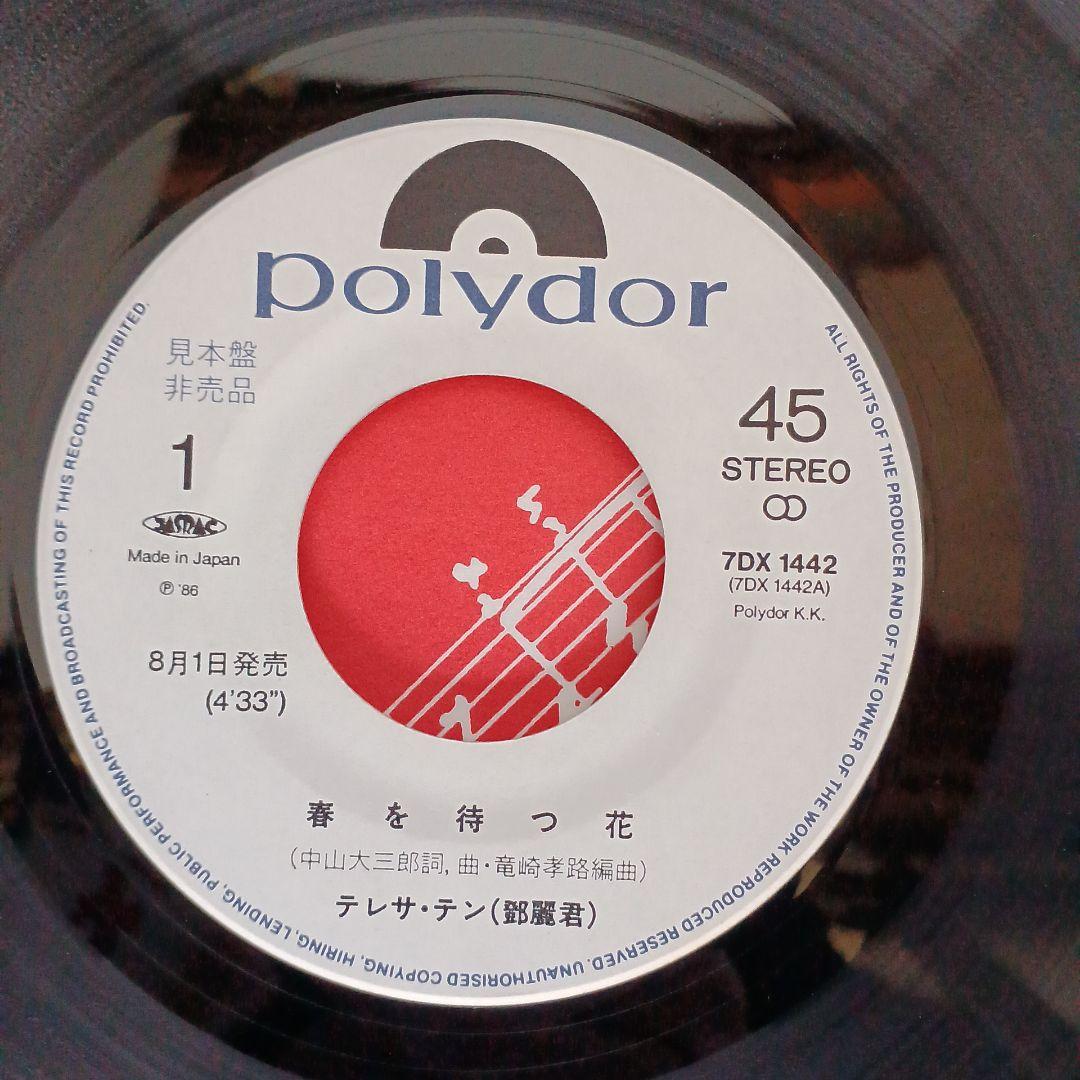 polydor
見本盤
非売品
1
JASRAC
Made in Japan
Ⓟ '86
8月1日発売
(4'33")
45
STEREO
7DX 1442
(7DX 1442A)
Polydor K.K.
春を待つ花
(中山大三郎詞, 曲・竜崎孝路編曲)
テレサ・テン(鄧麗君)
ALL RIGHTS OF THE PRODUCER AND OF THE OWNER OF THE WORK REPRODUCED RESERVED. UNAUTHORISED COPYING, HIRING, LENDING, PUBLIC PERFORMANCE AND BROADCASTING OF THIS RECORD PROHIBITED.